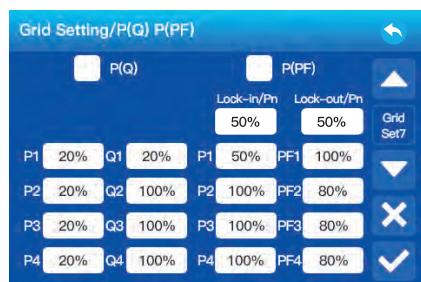 Grid Setting/P(Q) P(PF)
P(Q) P(PF)
Lock-in/Pn Lock-out/Pn
50% 50%
Grid
Set7
P1 20% Q1 20% P1 50% PF1 100%
P2 20% Q2 100% P2 100% PF2 80%
P3 20% Q3 100% P3 100% PF3 80%
P4 20% Q4 100% P4 100% PF4 80%